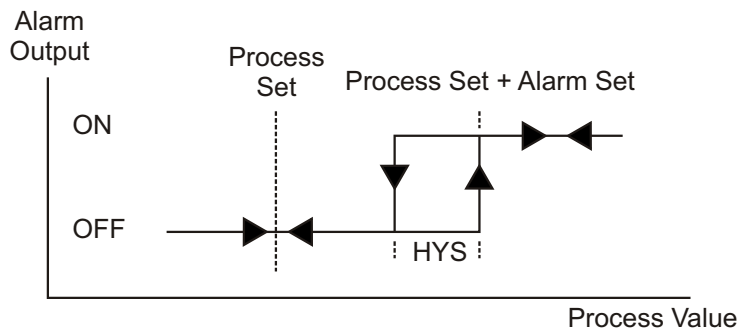 Alarm
Output
Process
Set
Process Set + Alarm Set
ON
OFF
HYS
Process Value